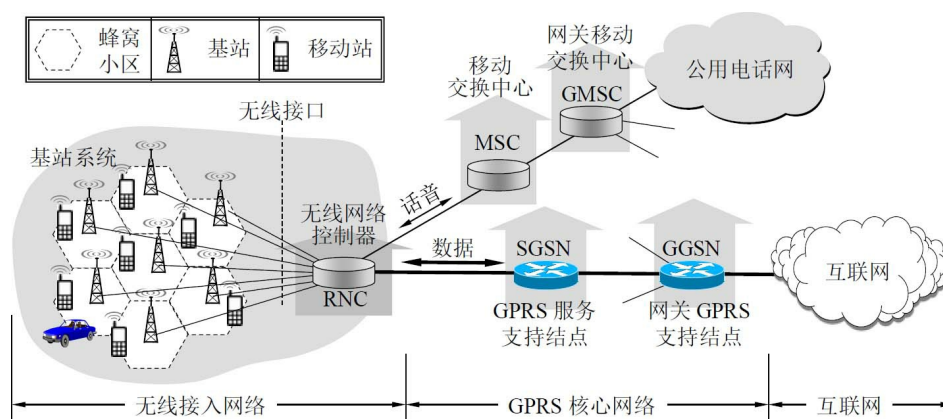 蜂窝
小区
基站
移动站
无线接口
基站系统
移动
交换中心
网关移动
交换中心
GMSC
公用电话网
MSC
话音
无线网络
控制器
RNC
数据
SGSN
GPRS 服务
支持结点
GGSN
网关 GPRS
支持结点
互联网
无线接入网络
GPRS 核心网络
互联网